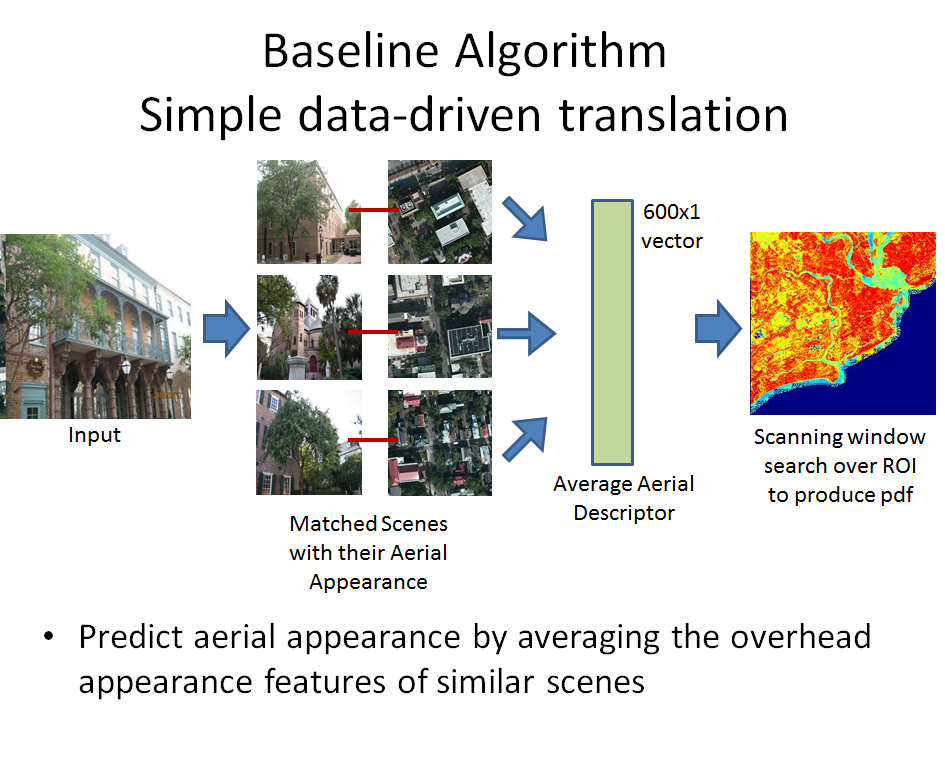 Baseline Algorithm
Simple data-driven translation
600x1
vector
Input
Scanning window
search over ROI
to produce pdf
Average Aerial
Descriptor
Matched Scenes
with their Aerial
Appearance
• Predict aerial appearance by averaging the overhead
appearance features of similar scenes